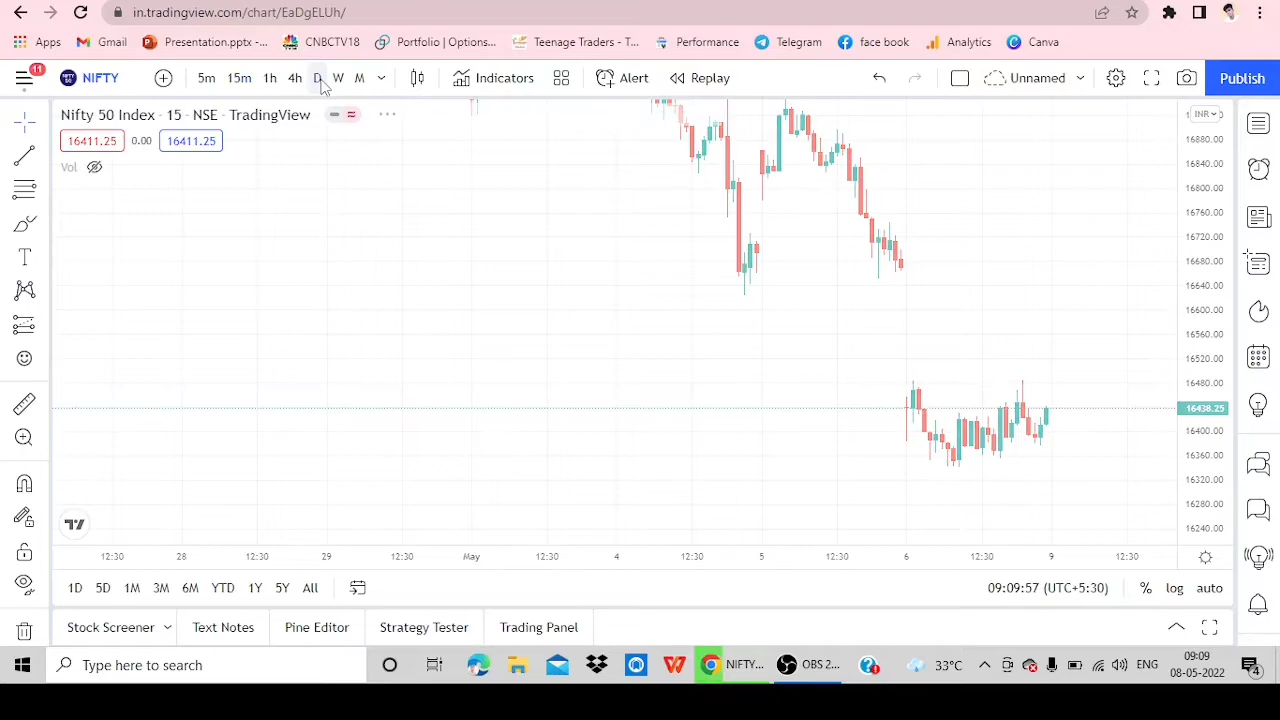 in.tradingview.com/chart/EaDgELUh/
Apps Gmail Presentation.pptx -... CNBCTV18 Portfolio | Options... Teenage Traders - T... Performance Telegram face book Analytics Canva
11
NIFTY 5m 15m 1h 4h D W M Indicators Alert Replay Unnamed Publish
Nifty 50 Index · 15 · NSE · TradingView
INR
16411.25 0.00 16411.25
Vol
16880.00
16840.00
16800.00
16760.00
16720.00
16680.00
16640.00
16600.00
16560.00
16520.00
16480.00
16438.25
16400.00
16360.00
16320.00
16280.00
16240.00
12:30 28 12:30 29 12:30 May 12:30 4 12:30 5 12:30 6 12:30 9 12:30
1D 5D 1M 3M 6M YTD 1Y 5Y All 09:09:57 (UTC+5:30) % log auto
Stock Screener Text Notes Pine Editor Strategy Tester Trading Panel
Type here to search NIFTY... OBS 2... 33°C ENG 09:09
08-05-2022 4